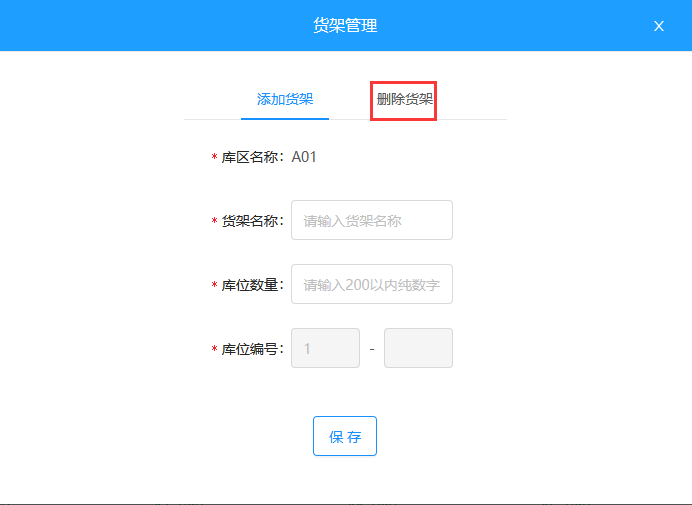 货架管理 X
添加货架 删除货架
* 库区名称：A01
* 货架名称： 请输入货架名称
* 库位数量： 请输入200以内纯数字
* 库位编号： 1 -
保 存